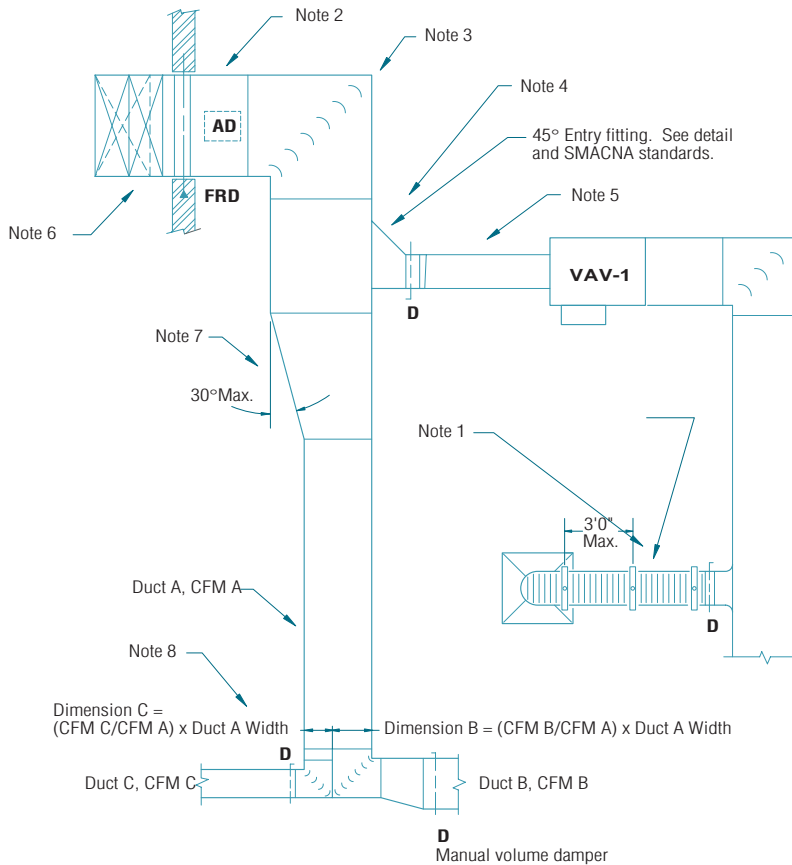 Note 2
Note 3
Note 4
AD
45° Entry fitting. See detail
and SMACNA standards.
FRD
Note 5
Note 6
VAV-1
D
Note 7
30°Max.
Note 1
3'0"
Max.
Duct A, CFM A
D
Note 8
Dimension C =
(CFM C/CFM A) x Duct A Width
Dimension B = (CFM B/CFM A) x Duct A Width
D
Duct C, CFM C
Duct B, CFM B
D
Manual volume damper